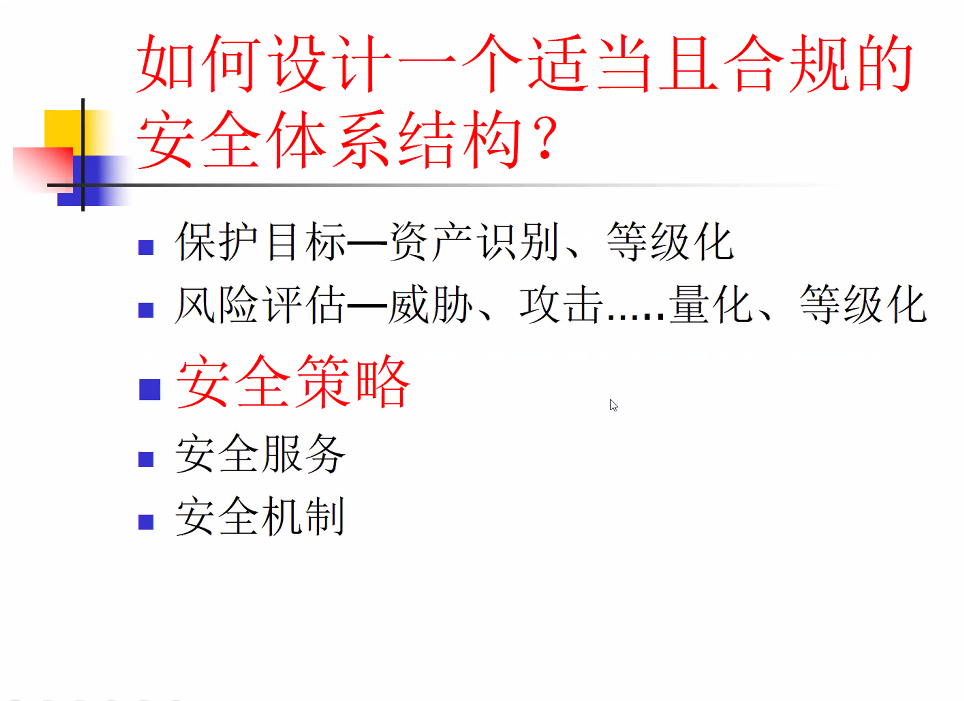 如何设计一个适当且合规的
安全体系结构？
保护目标—资产识别、等级化
风险评估—威胁、攻击…..量化、等级化
安全策略
安全服务
安全机制